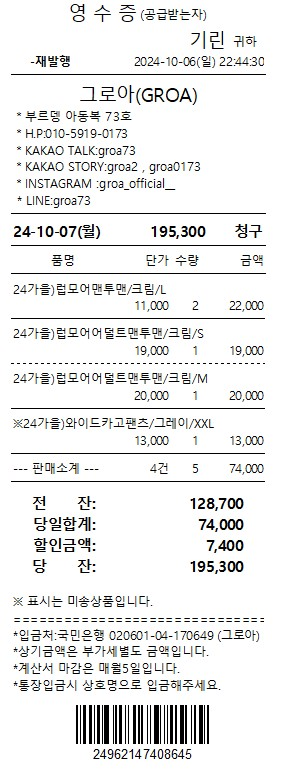 영 수 증 (공급받는자)
기린 귀하
-재발행 2024-10-06(일) 22:44:30
그로아(GROA)
* 부르뎅 아동복 73호
* H.P:010-5919-0173
* KAKAO TALK:groa73
* KAKAO STORY:groa2 , groa0173
* INSTAGRAM :groa_official__
* LINE:groa73
24-10-07(월) 195,300 청구
품명 단가 수량 금액
24가을)럽모어맨투맨/크림/L
11,000 2 22,000
24가을)럽모어어덜트맨투맨/크림/S
19,000 1 19,000
24가을)럽모어어덜트맨투맨/크림/M
20,000 1 20,000
※24가을)와이드카고팬츠/그레이/XXL
13,000 1 13,000
--- 판매소계 --- 4건 5 74,000
전 잔: 128,700
당일합계: 74,000
할인금액: 7,400
당 잔: 195,300
※ 표시는 미송상품입니다.
==============================
*입금처:국민은행 020601-04-170649 (그로아)
*상기금액은 부가세별도 금액입니다.
*계산서 마감은 매월5일입니다.
*통장입금시 상호명으로 입금해주세요.
24962147408645